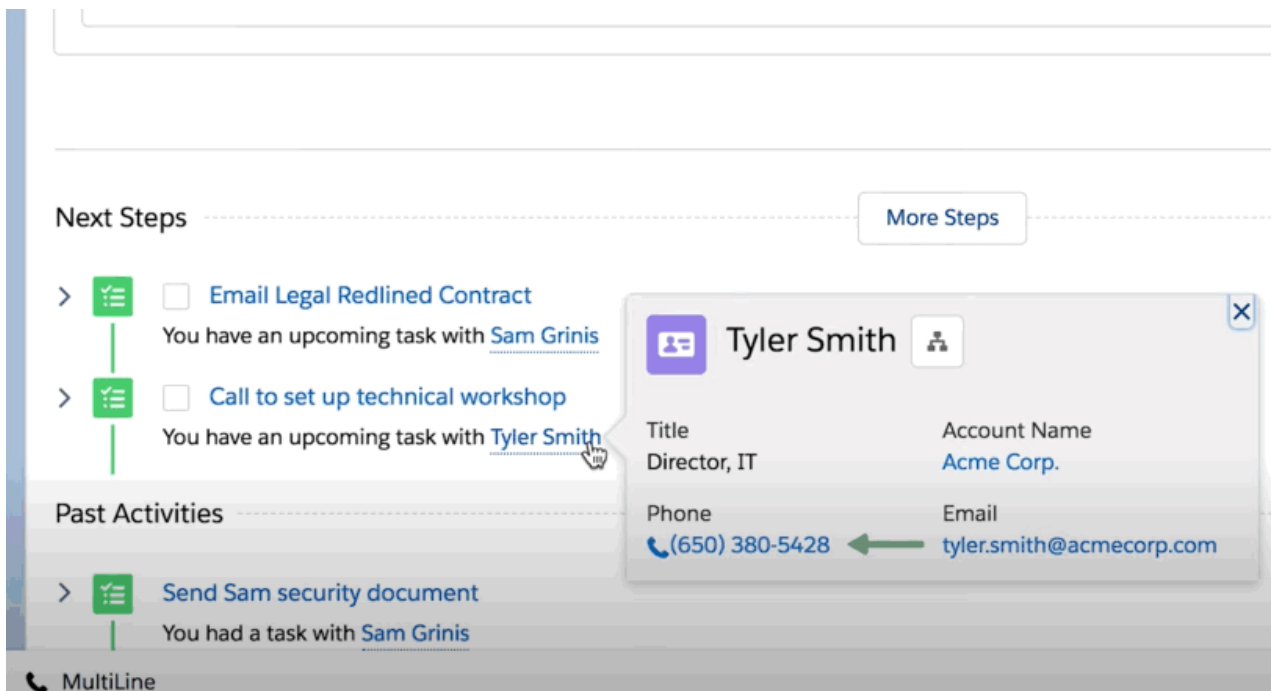 Next Steps
More Steps
Email Legal Redlined Contract
You have an upcoming task with Sam Grinis
Call to set up technical workshop
You have an upcoming task with Tyler Smith
Tyler Smith
Title
Account Name
Director, IT
Acme Corp.
Phone
Email
(650) 380-5428
tyler.smith@acmecorp.com
Past Activities
Send Sam security document
You had a task with Sam Grinis
MultiLine